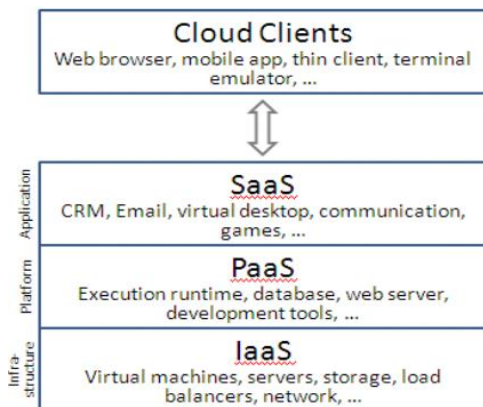 Cloud Clients
Web browser, mobile app, thin client, terminal
emulator, ...
Application
SaaS
CRM, Email, virtual desktop, communication,
games, ...
Platform
PaaS
Execution runtime, database, web server,
development tools, ...
Infra-
structure
IaaS
Virtual machines, servers, storage, load
balancers, network, ...